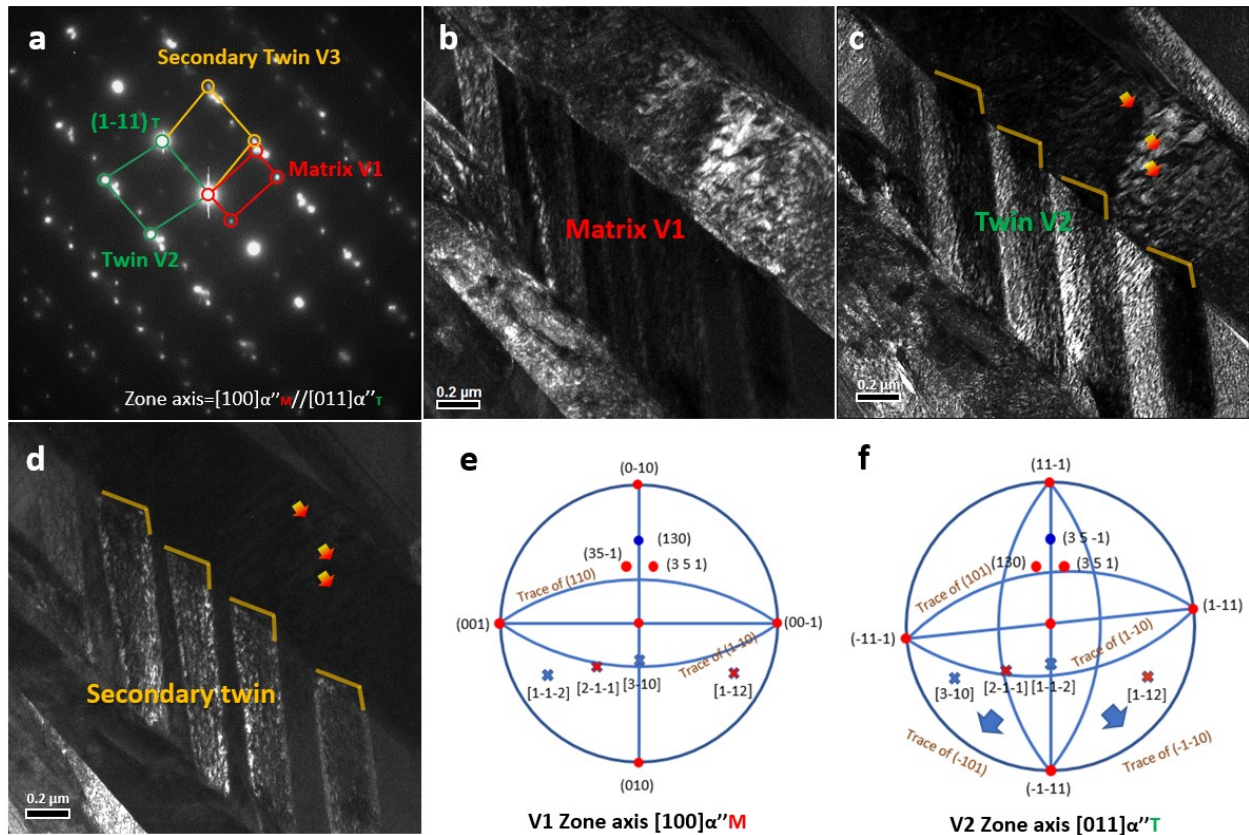 a
Secondary Twin V3
(1-11) T
Matrix V1
Twin V2
Zone axis=[100]α″M//[011]α″T
b
Matrix V1
0.2 µm
c
Twin V2
0.2 µm
d
Secondary twin
0.2 µm
e
(0-10)
(130)
(35-1)
(3 5 1)
Trace of (110)
(001)
(00-1)
Trace of (1-10)
[1-1-2]
[2-1-1]
[3-10]
[1-12]
(010)
V1 Zone axis [100]α″M
f
(11-1)
(3 5 -1)
(130)
(3 5 1)
Trace of (101)
(1-11)
(-11-1)
Trace of (1-10)
[3-10]
[2-1-1]
[1-1-2]
[1-12]
Trace of (-101)
Trace of (-1-10)
(-1-11)
V2 Zone axis [011]α″T